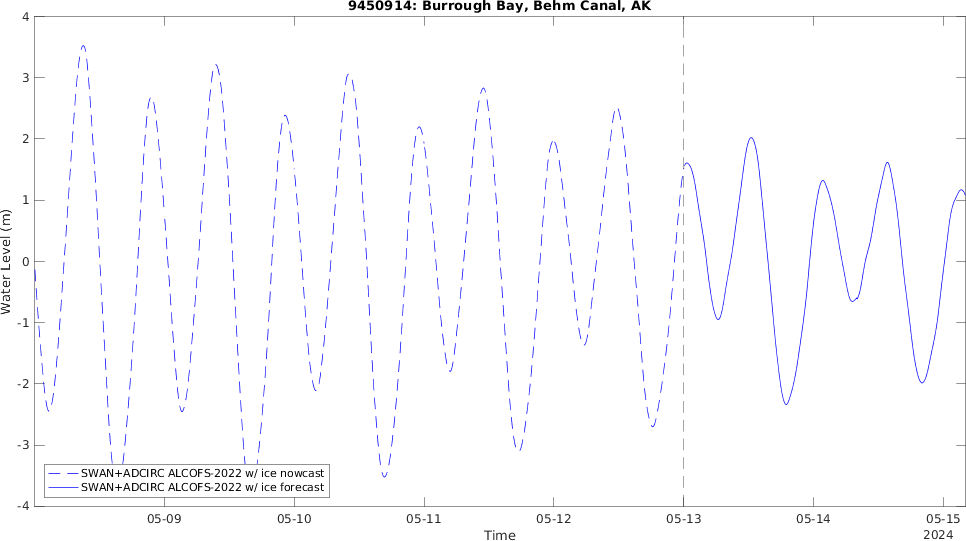 9450914: Burrough Bay, Behm Canal, AK
Water Level (m)
4
3
2
1
0
-1
-2
-3
-4
SWAN+ADCIRC ALCOFS-2022 w/ ice nowcast
SWAN+ADCIRC ALCOFS-2022 w/ ice forecast
05-09 05-10 05-11 05-12 05-13 05-14 05-15
Time
2024